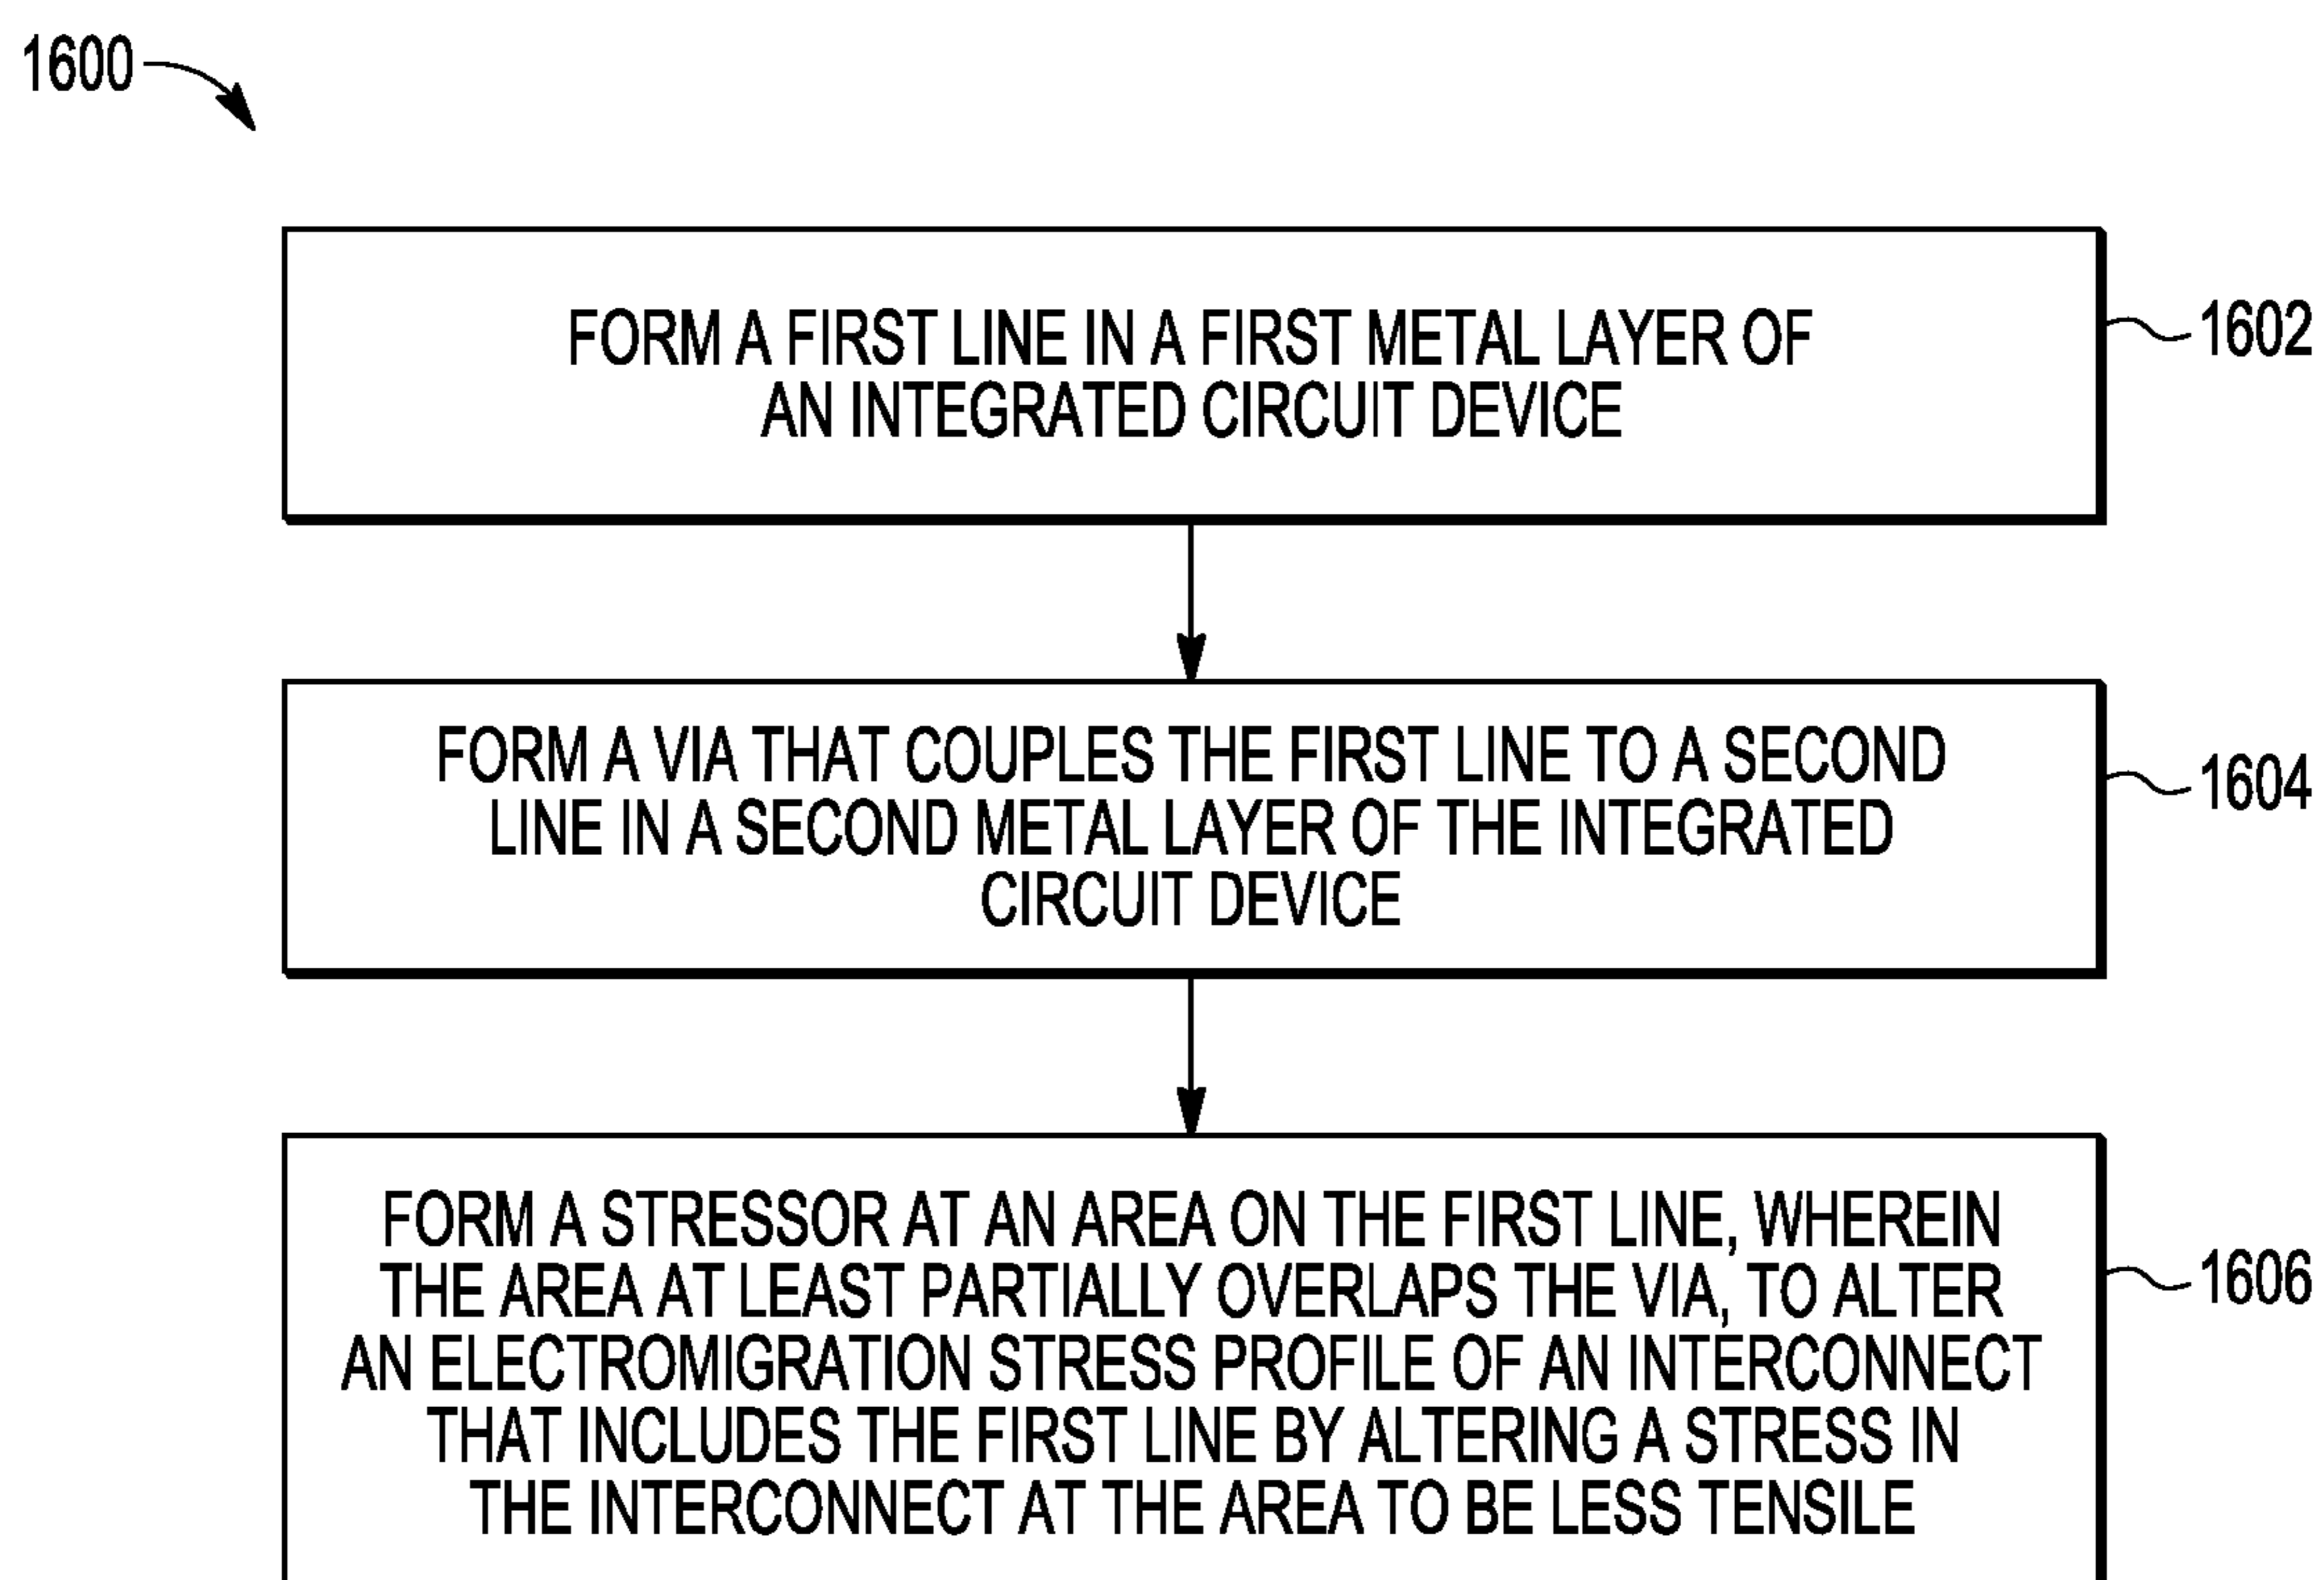 1600
FORM A FIRST LINE IN A FIRST METAL LAYER OF
AN INTEGRATED CIRCUIT DEVICE
1602
FORM A VIA THAT COUPLES THE FIRST LINE TO A SECOND
LINE IN A SECOND METAL LAYER OF THE INTEGRATED
CIRCUIT DEVICE
1604
FORM A STRESSOR AT AN AREA ON THE FIRST LINE, WHEREIN
THE AREA AT LEAST PARTIALLY OVERLAPS THE VIA, TO ALTER
AN ELECTROMIGRATION STRESS PROFILE OF AN INTERCONNECT
THAT INCLUDES THE FIRST LINE BY ALTERING A STRESS IN
THE INTERCONNECT AT THE AREA TO BE LESS TENSILE
1606